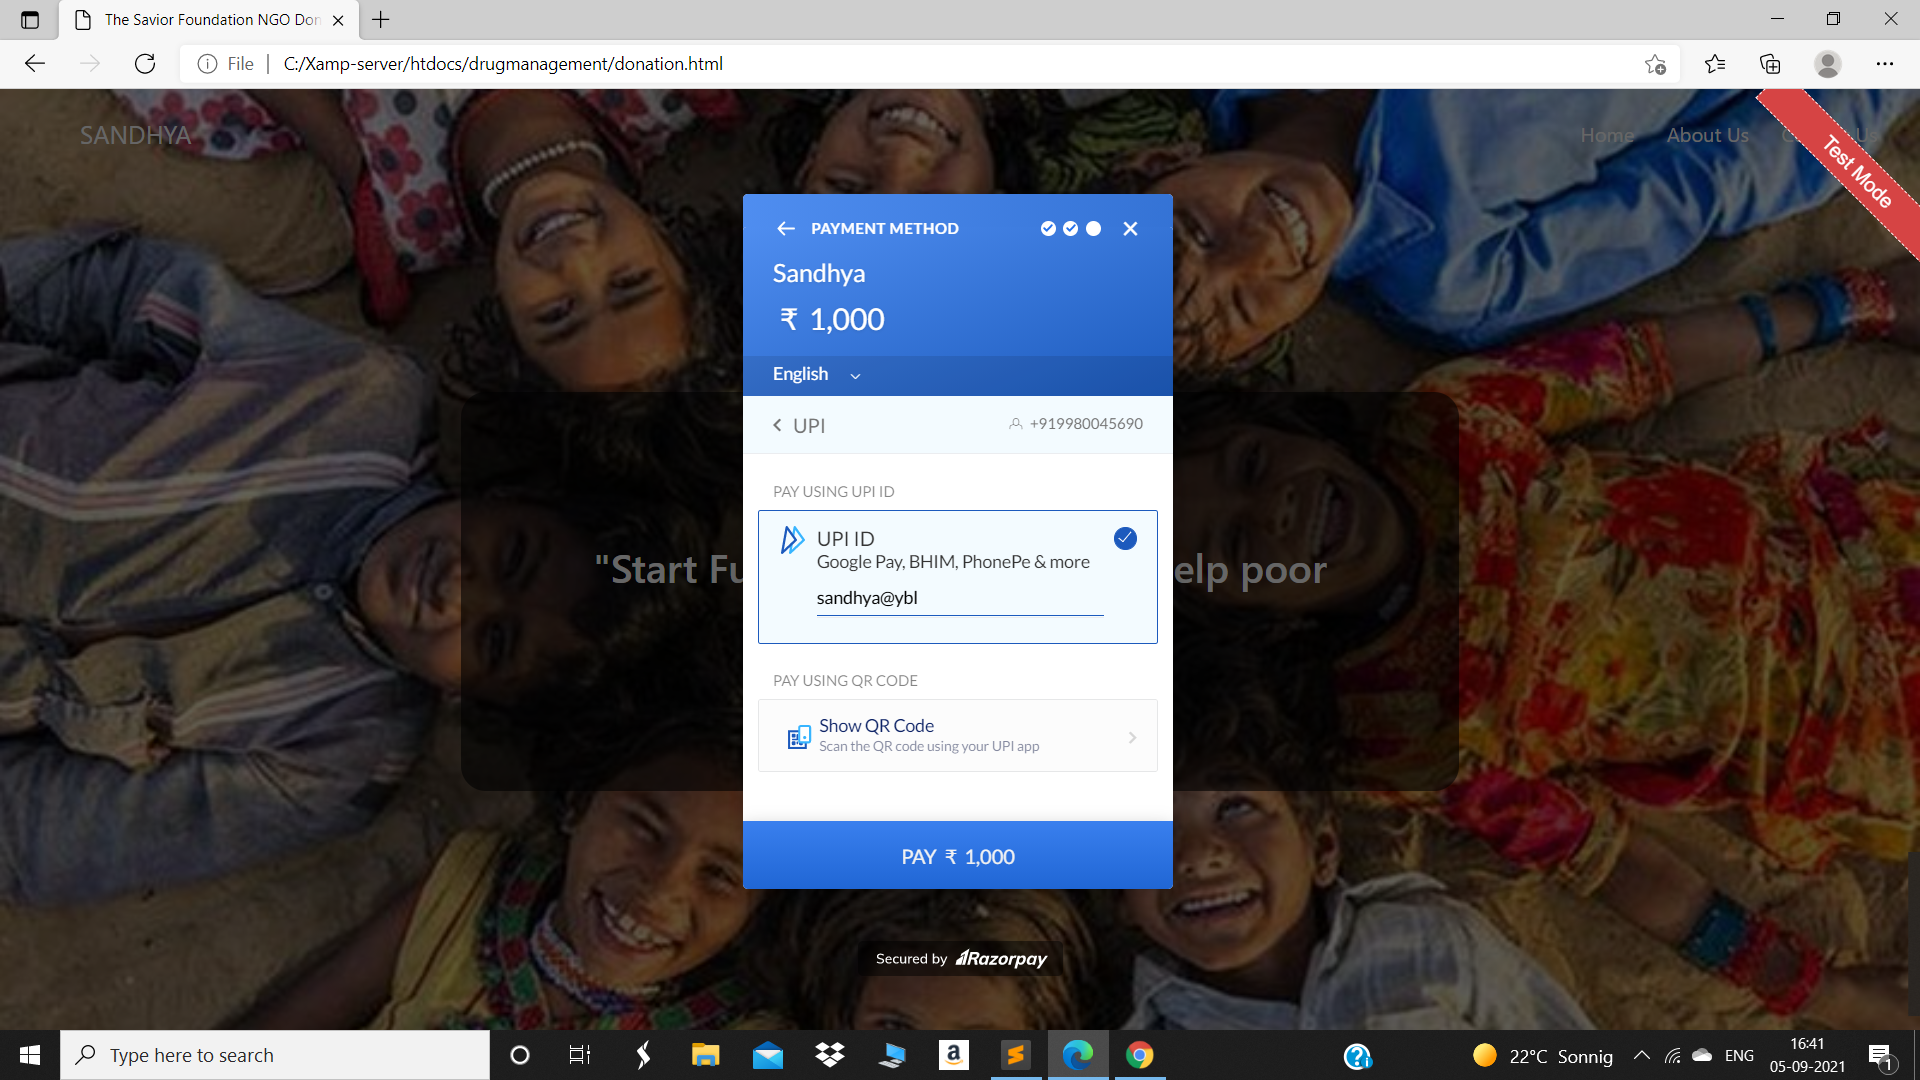 The Savior Foundation NGO Don
File
C:/Xamp-server/htdocs/drugmanagement/donation.html
SANDHYA
Home
About Us
Test Mode
PAYMENT METHOD
Sandhya
₹ 1,000
English
UPI
+919980045690
PAY USING UPI ID
UPI ID
Google Pay, BHIM, PhonePe & more
sandhya@ybl
"Start Fu
elp poor
PAY USING QR CODE
Show QR Code
Scan the QR code using your UPI app
PAY ₹ 1,000
Secured by Razorpay
Type here to search
22°C Sonnig
ENG
16:41
05-09-2021
1